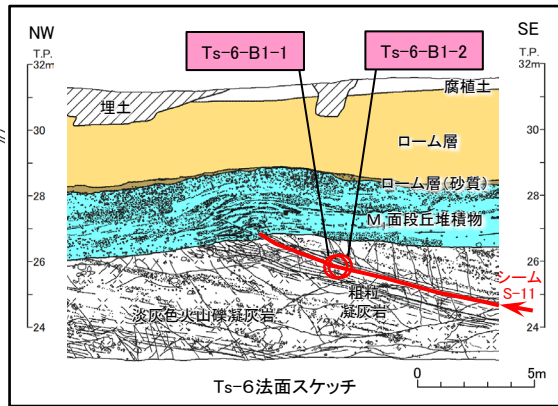 NW
SE
T.P.
32m
30
28
26
24
T.P.
32m
30
28
26
24
Ts-6-B1-1
Ts-6-B1-2
腐植土
埋土
ローム層
ローム層(砂質)
M1面段丘堆積物
シーム
S-11
粗粒
凝灰岩
淡灰色火山礫凝灰岩
Ts-6法面スケッチ
0
5m